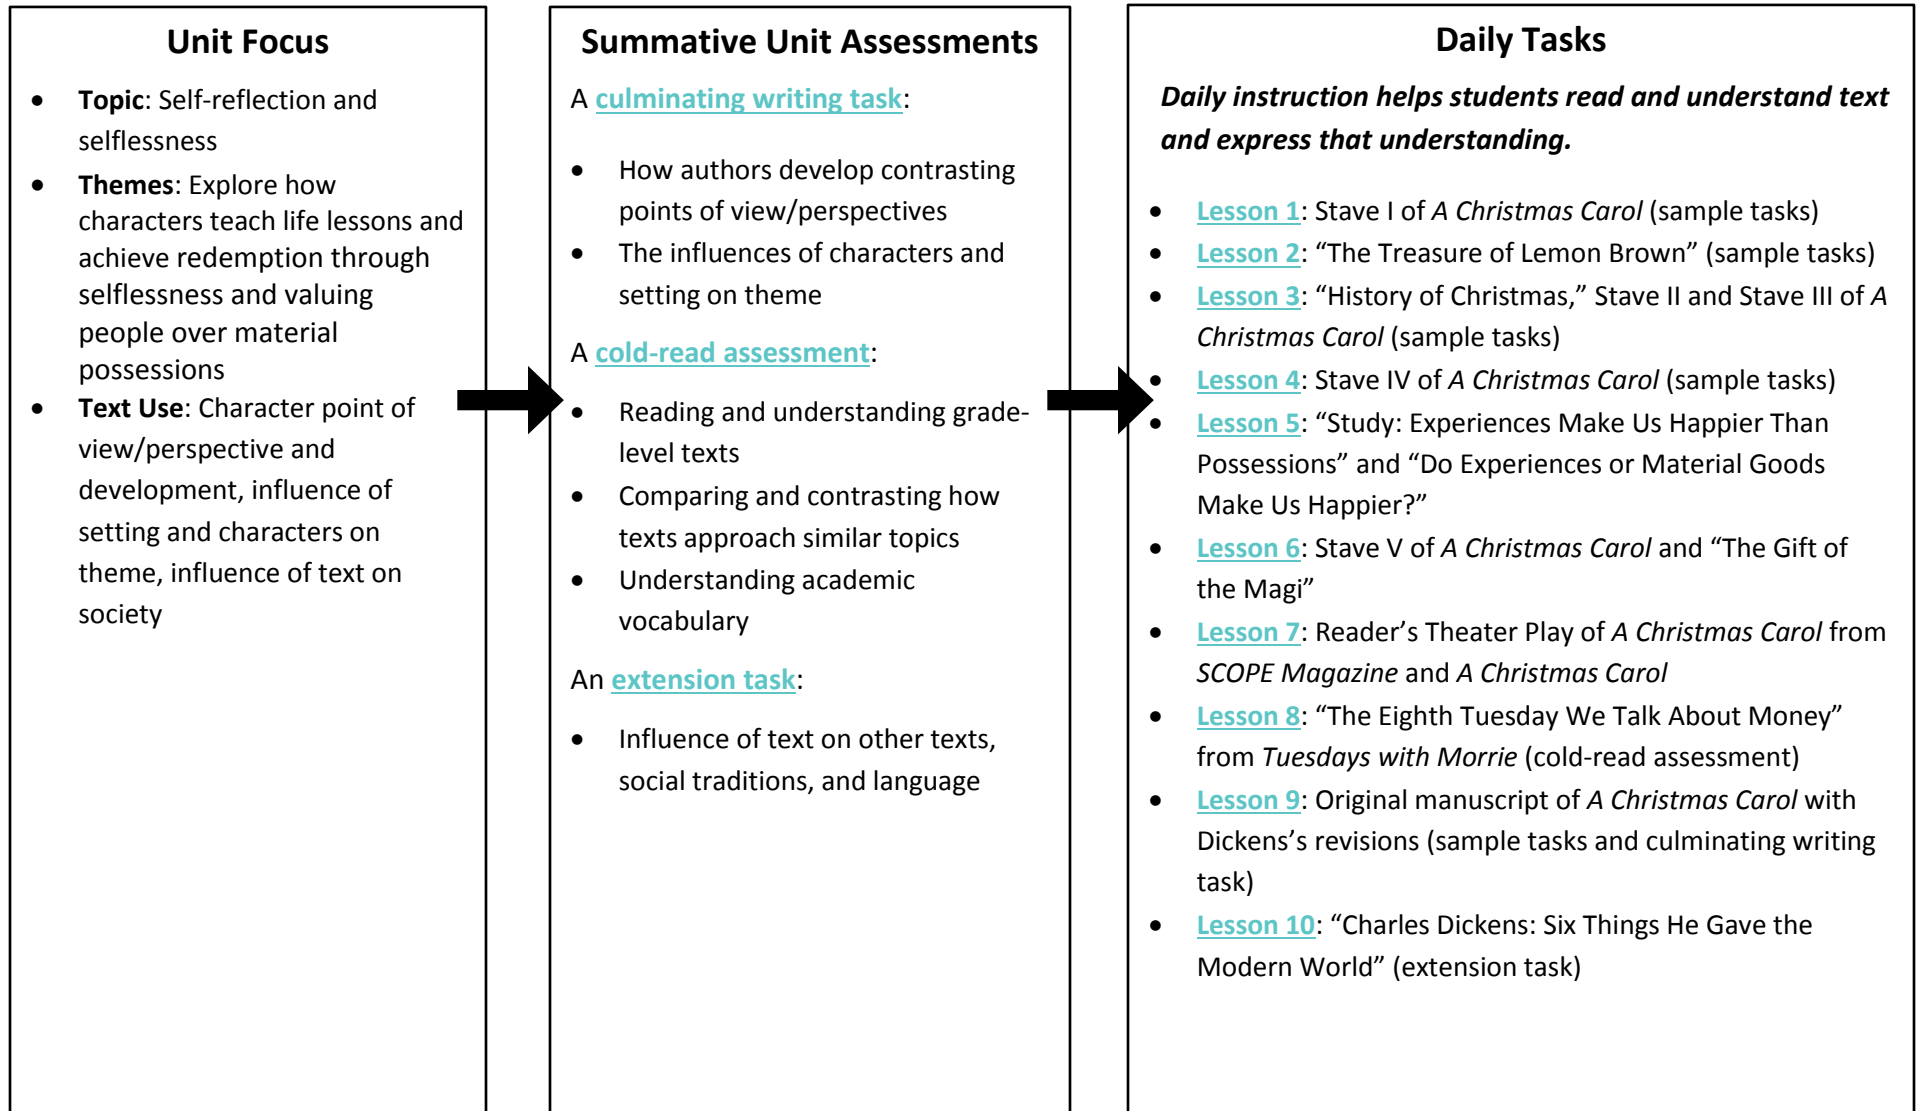 Unit Focus
• Topic: Self-reflection and
selflessness
• Themes: Explore how
characters teach life lessons and
achieve redemption through
selflessness and valuing
people over material
possessions
• Text Use: Character point of
view/perspective and
development, influence of
setting and characters on
theme, influence of text on
society
Summative Unit Assessments
A culminating writing task:
• How authors develop contrasting
points of view/perspectives
• The influences of characters and
setting on theme
A cold-read assessment:
• Reading and understanding grade-
level texts
• Comparing and contrasting how
texts approach similar topics
• Understanding academic
vocabulary
An extension task:
• Influence of text on other texts,
social traditions, and language
Daily Tasks
Daily instruction helps students read and understand text
and express that understanding.
• Lesson 1: Stave I of A Christmas Carol (sample tasks)
• Lesson 2: “The Treasure of Lemon Brown” (sample tasks)
• Lesson 3: “History of Christmas,” Stave II and Stave III of A
Christmas Carol (sample tasks)
• Lesson 4: Stave IV of A Christmas Carol (sample tasks)
• Lesson 5: “Study: Experiences Make Us Happier Than
Possessions” and “Do Experiences or Material Goods
Make Us Happier?”
• Lesson 6: Stave V of A Christmas Carol and “The Gift of
the Magi”
• Lesson 7: Reader’s Theater Play of A Christmas Carol from
SCOPE Magazine and A Christmas Carol
• Lesson 8: “The Eighth Tuesday We Talk About Money”
from Tuesdays with Morrie (cold-read assessment)
• Lesson 9: Original manuscript of A Christmas Carol with
Dickens’s revisions (sample tasks and culminating writing
task)
• Lesson 10: “Charles Dickens: Six Things He Gave the
Modern World” (extension task)